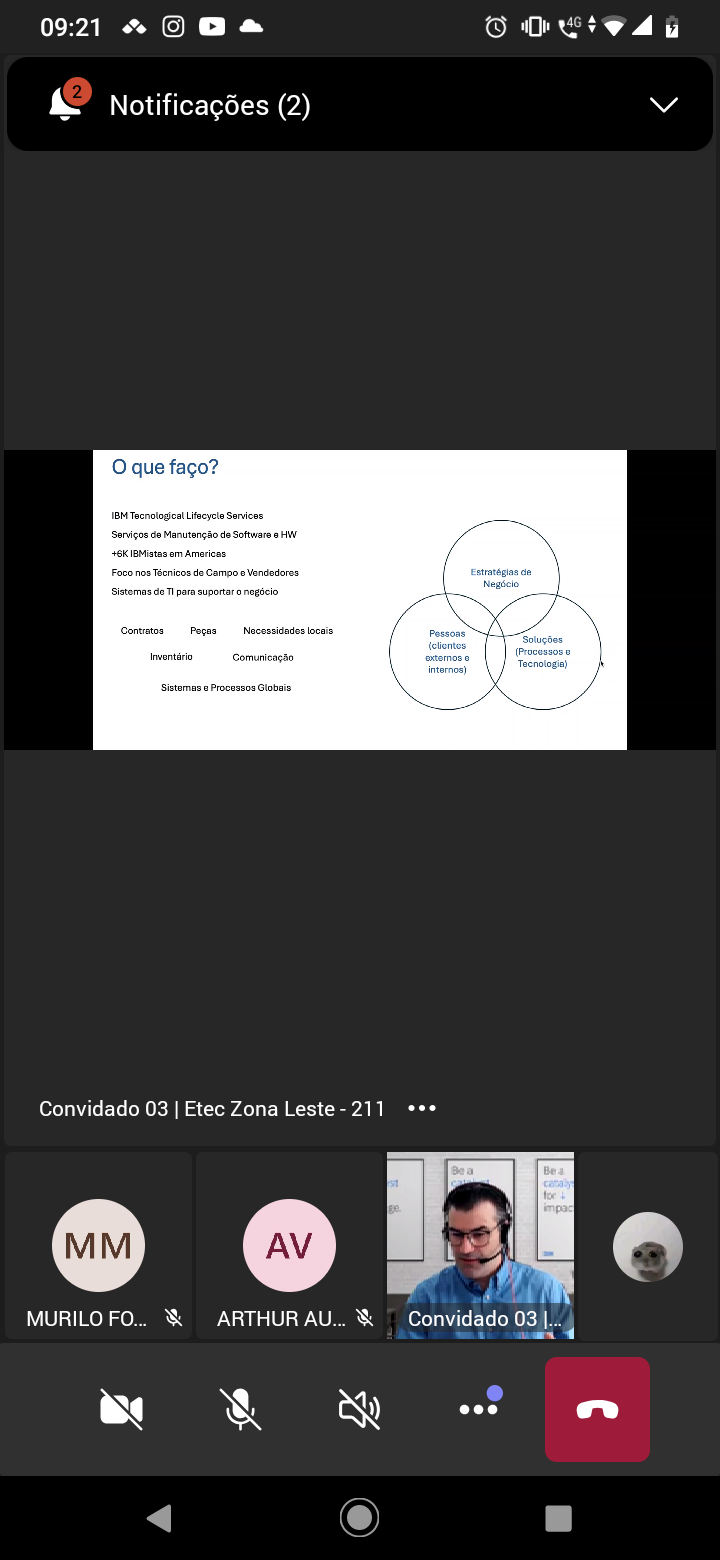 09:21
4G
2
Notificações (2)
O que faço?
IBM Tecnological Lifecycle Services
Serviços de Manutenção de Software e HW
+6K IBMistas em Americas
Foco nos Técnicos de Campo e Vendedores
Sistemas de TI para suportar o negócio
Contratos Peças Necessidades locais
Inventário Comunicação
Sistemas e Processos Globais
Estratégias de
Negócio
Pessoas
(clientes
externos e
internos)
Soluções
(Processos e
Tecnologia)
Convidado 03 | Etec Zona Leste - 211
MM
MURILO FO...
AV
ARTHUR AU...
Be a
ge.
Be a
for ↓
impac
Convidado 03 |...